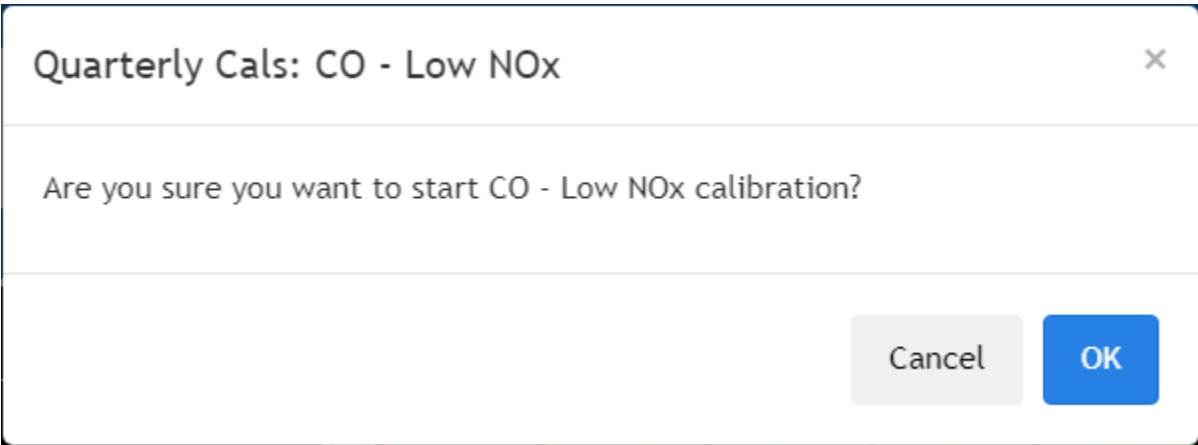 Quarterly Cals: CO - Low NOx ×
Are you sure you want to start CO - Low NOx calibration?
Cancel OK